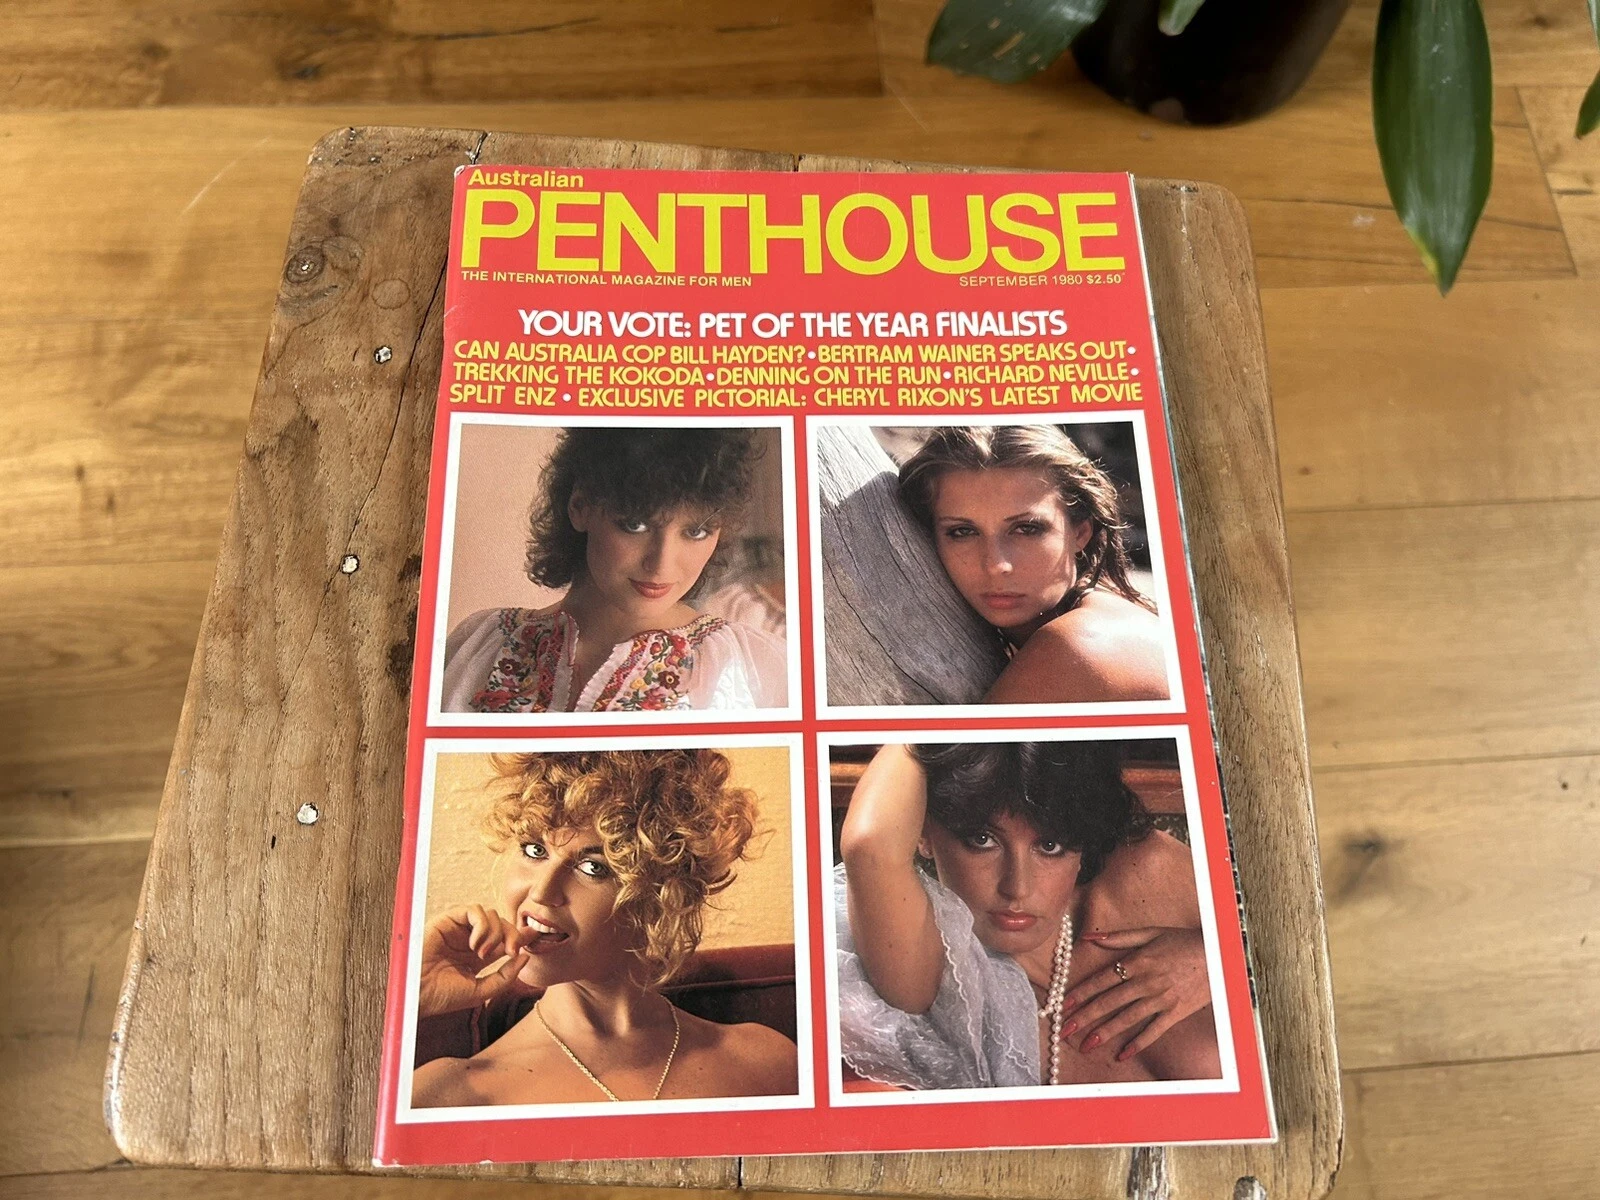 Australian
PENTHOUSE
THE INTERNATIONAL MAGAZINE FOR MEN
SEPTEMBER 1980 $2.50*
YOUR VOTE: PET OF THE YEAR FINALISTS
CAN AUSTRALIA COP BILL HAYDEN? • BERTRAM WAINER SPEAKS OUT •
TREKKING THE KOKODA • DENNING ON THE RUN • RICHARD NEVILLE •
SPLIT ENZ • EXCLUSIVE PICTORIAL: CHERYL RIXON'S LATEST MOVIE